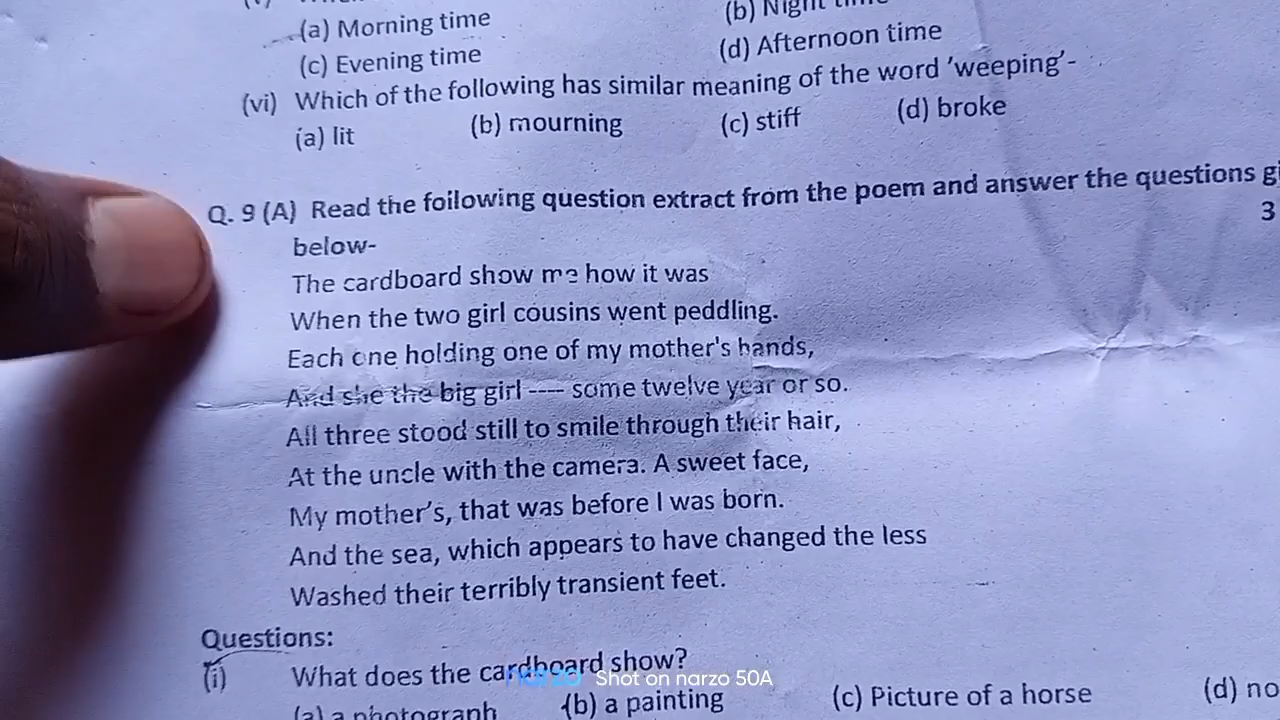 (a) Morning time
(b) Night time
(c) Evening time
(d) Afternoon time
(vi) Which of the following has similar meaning of the word 'weeping'-
(a) lit (b) mourning (c) stiff (d) broke
Q. 9 (A) Read the foilowing question extract from the poem and answer the questions
3
below-
The cardboard show me how it was
When the two girl cousins went peddling.
Each one holding one of my mother's hands,
And she the big girl ---- some twelve year or so.
All three stood still to smile through their hair,
At the uncle with the camera. A sweet face,
My mother's, that was before I was born.
And the sea, which appears to have changed the less
Washed their terribly transient feet.
Questions:
(i) What does the cardboard show?
(a) a photograph (b) a painting (c) Picture of a horse (d)
narzo Shot on narzo 50A